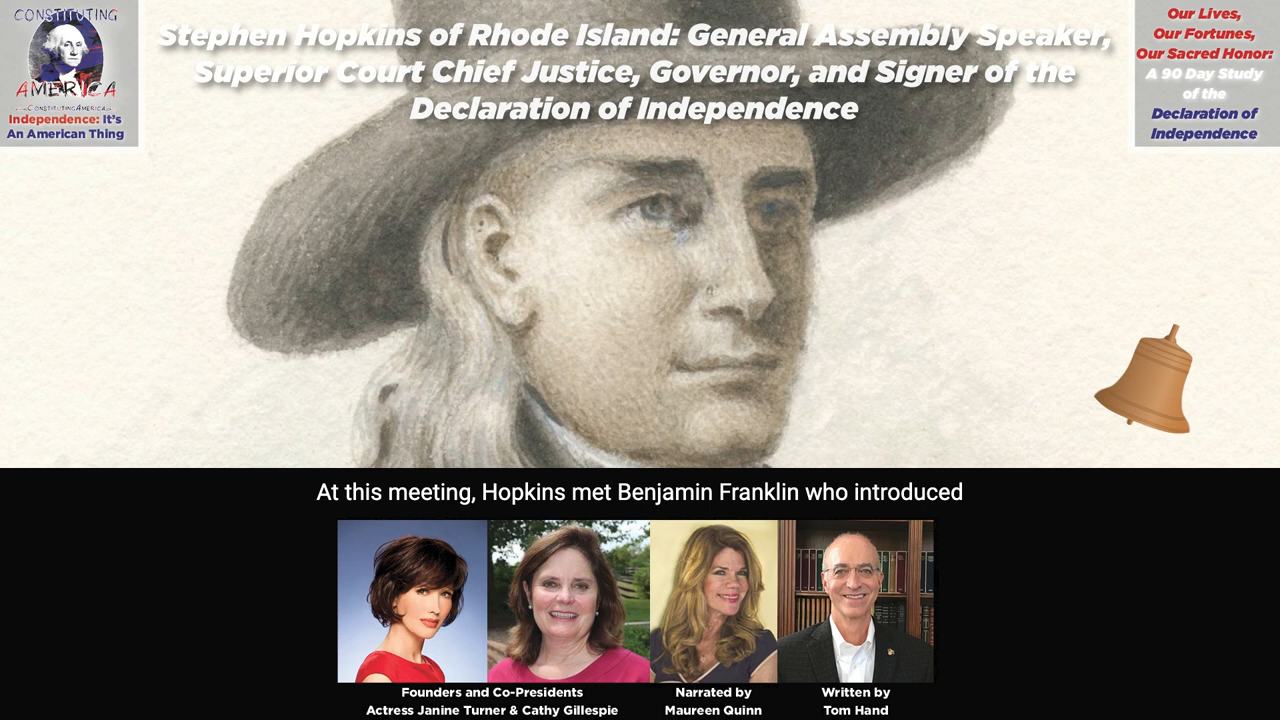 CONSTITUTING
AMERICA
CONSTITUTINGAMERICA
Independence: It's
An American Thing
Stephen Hopkins of Rhode Island: General Assembly Speaker,
Superior Court Chief Justice, Governor, and Signer of the
Declaration of Independence
Our Lives,
Our Fortunes,
Our Sacred Honor:
A 90 Day Study
of the
Declaration of
Independence
At this meeting, Hopkins met Benjamin Franklin who introduced
Founders and Co-Presidents
Actress Janine Turner & Cathy Gillespie
Narrated by
Maureen Quinn
Written by
Tom Hand